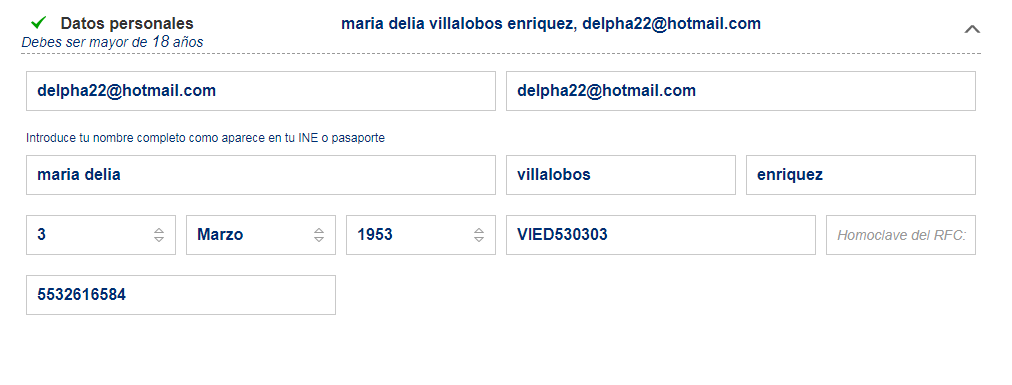 Datos personales maria delia villalobos enriquez, delpha22@hotmail.com
Debes ser mayor de 18 años
delpha22@hotmail.com delpha22@hotmail.com
Introduce tu nombre completo como aparece en tu INE o pasaporte
maria delia villalobos enriquez
3 Marzo 1953 VIED530303 Homoclave del RFC:
5532616584